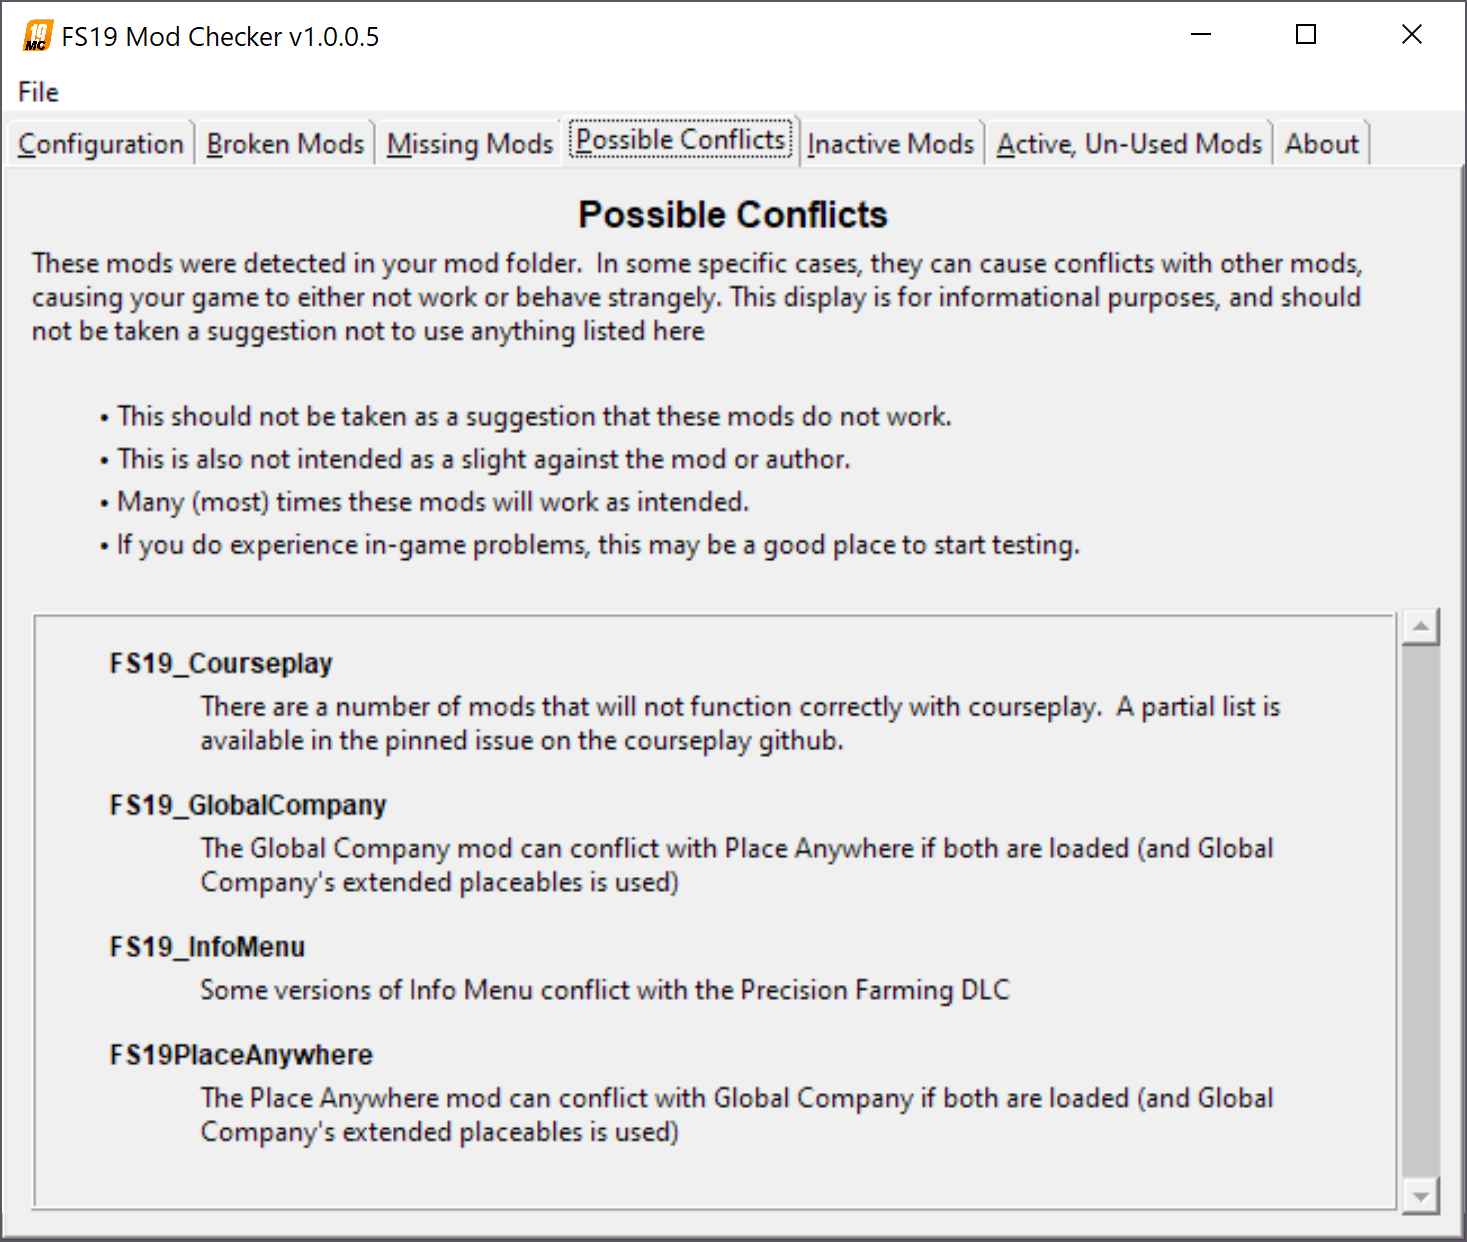 19
MC
FS19 Mod Checker v1.0.0.5
File
Configuration Broken Mods Missing Mods Possible Conflicts Inactive Mods Active, Un-Used Mods About
Possible Conflicts
These mods were detected in your mod folder.  In some specific cases, they can cause conflicts with other mods,
causing your game to either not work or behave strangely. This display is for informational purposes, and should
not be taken a suggestion not to use anything listed here
• This should not be taken as a suggestion that these mods do not work.
• This is also not intended as a slight against the mod or author.
• Many (most) times these mods will work as intended.
• If you do experience in-game problems, this may be a good place to start testing.
FS19_Courseplay
There are a number of mods that will not function correctly with courseplay.  A partial list is
available in the pinned issue on the courseplay github.
FS19_GlobalCompany
The Global Company mod can conflict with Place Anywhere if both are loaded (and Global
Company's extended placeables is used)
FS19_InfoMenu
Some versions of Info Menu conflict with the Precision Farming DLC
FS19PlaceAnywhere
The Place Anywhere mod can conflict with Global Company if both are loaded (and Global
Company's extended placeables is used)